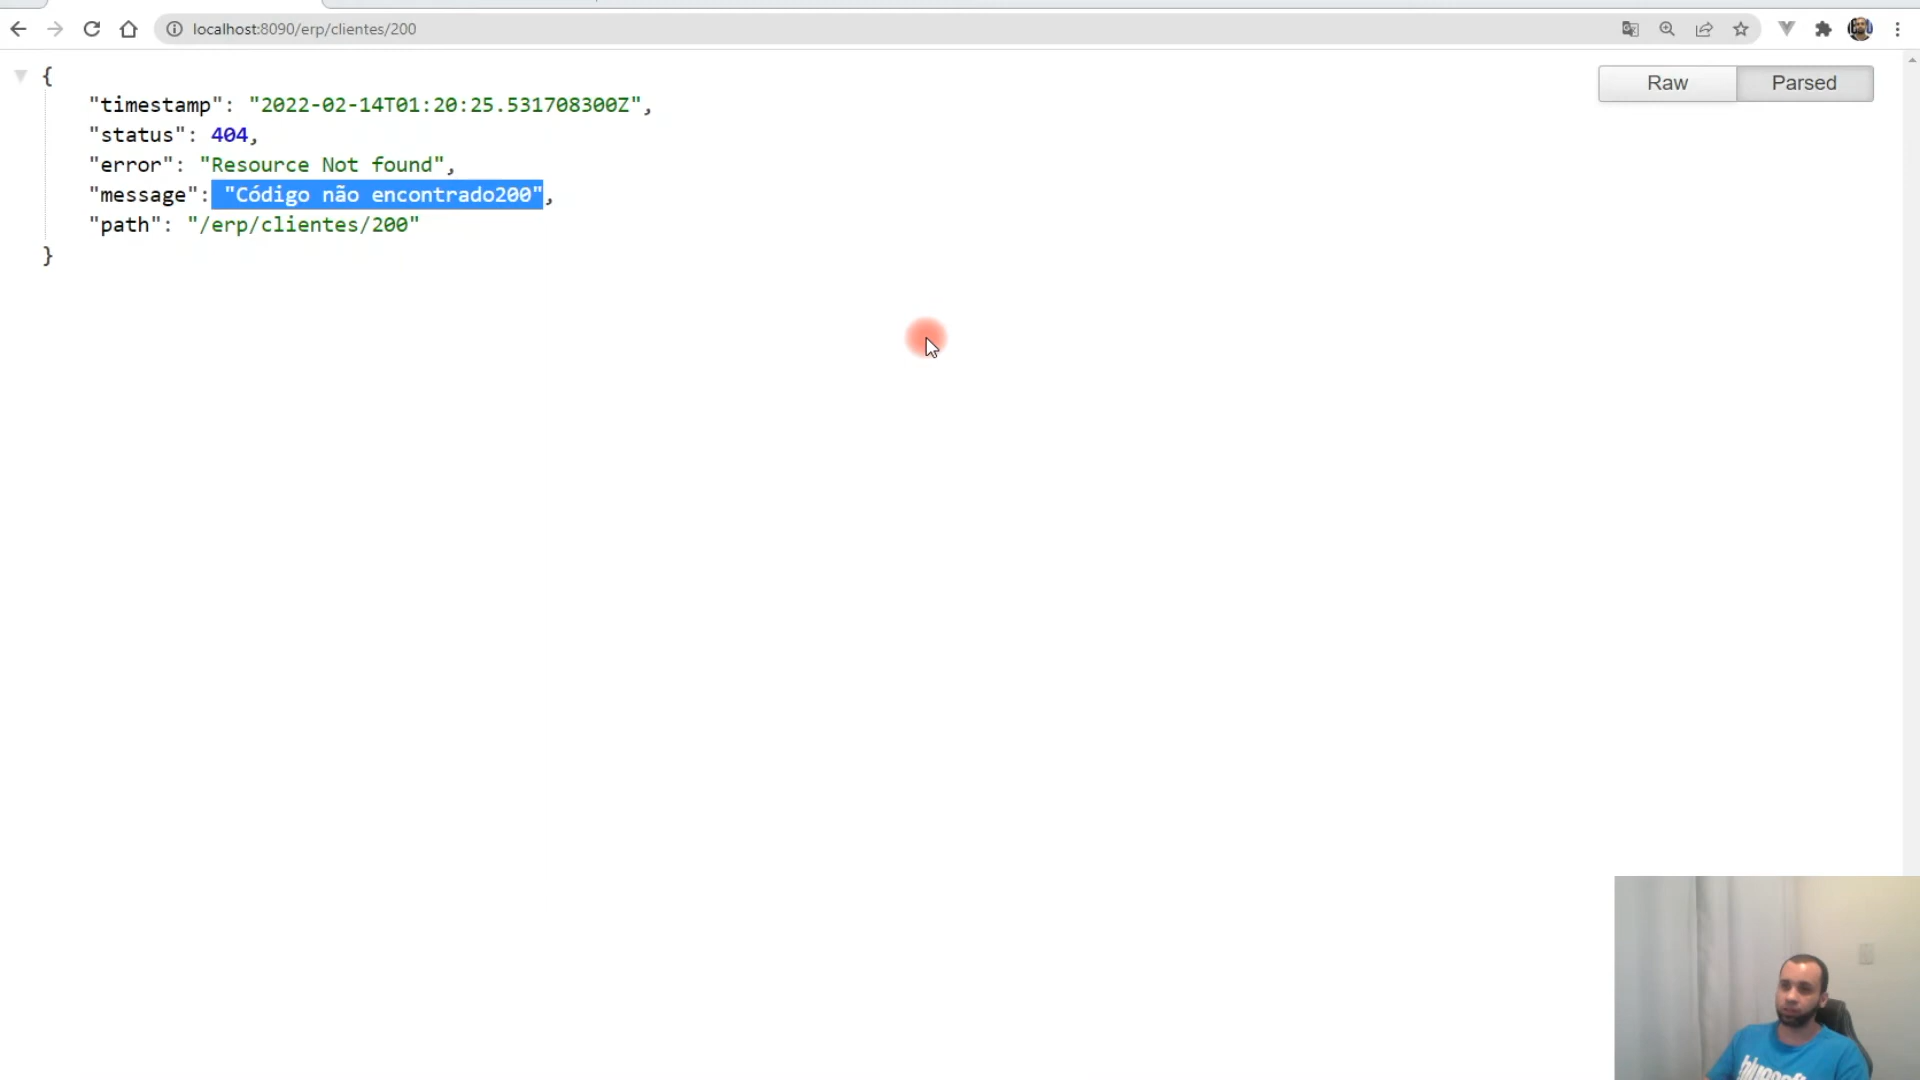 localhost:8090/erp/clientes/200
Raw
Parsed
{
"timestamp": "2022-02-14T01:20:25.531708300Z",
"status": 404,
"error": "Resource Not found",
"message": "Código não encontrado200",
"path": "/erp/clientes/200"
}